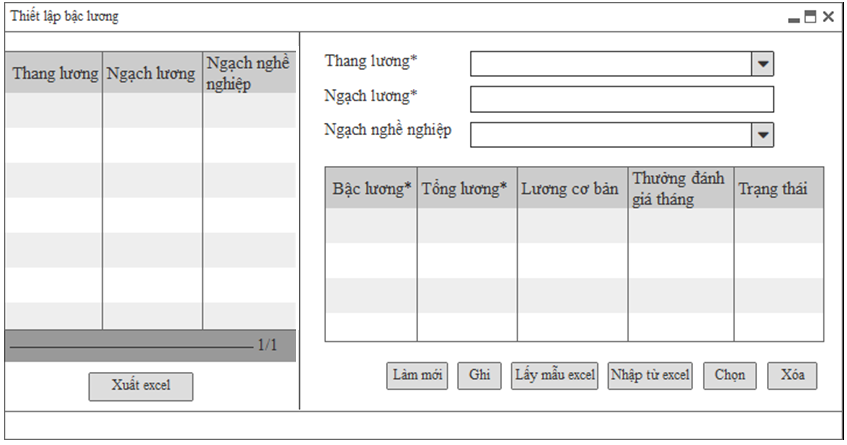 Thiết lập bậc lương
Thang lương Ngạch lương Ngạch nghề
nghiệp
1/1
Xuất excel
Thang lương*
Ngạch lương*
Ngạch nghề nghiệp
Bậc lương* Tổng lương* Lương cơ bản Thưởng đánh
giá tháng Trạng thái
Làm mới Ghi Lấy mẫu excel Nhập từ excel Chọn Xóa